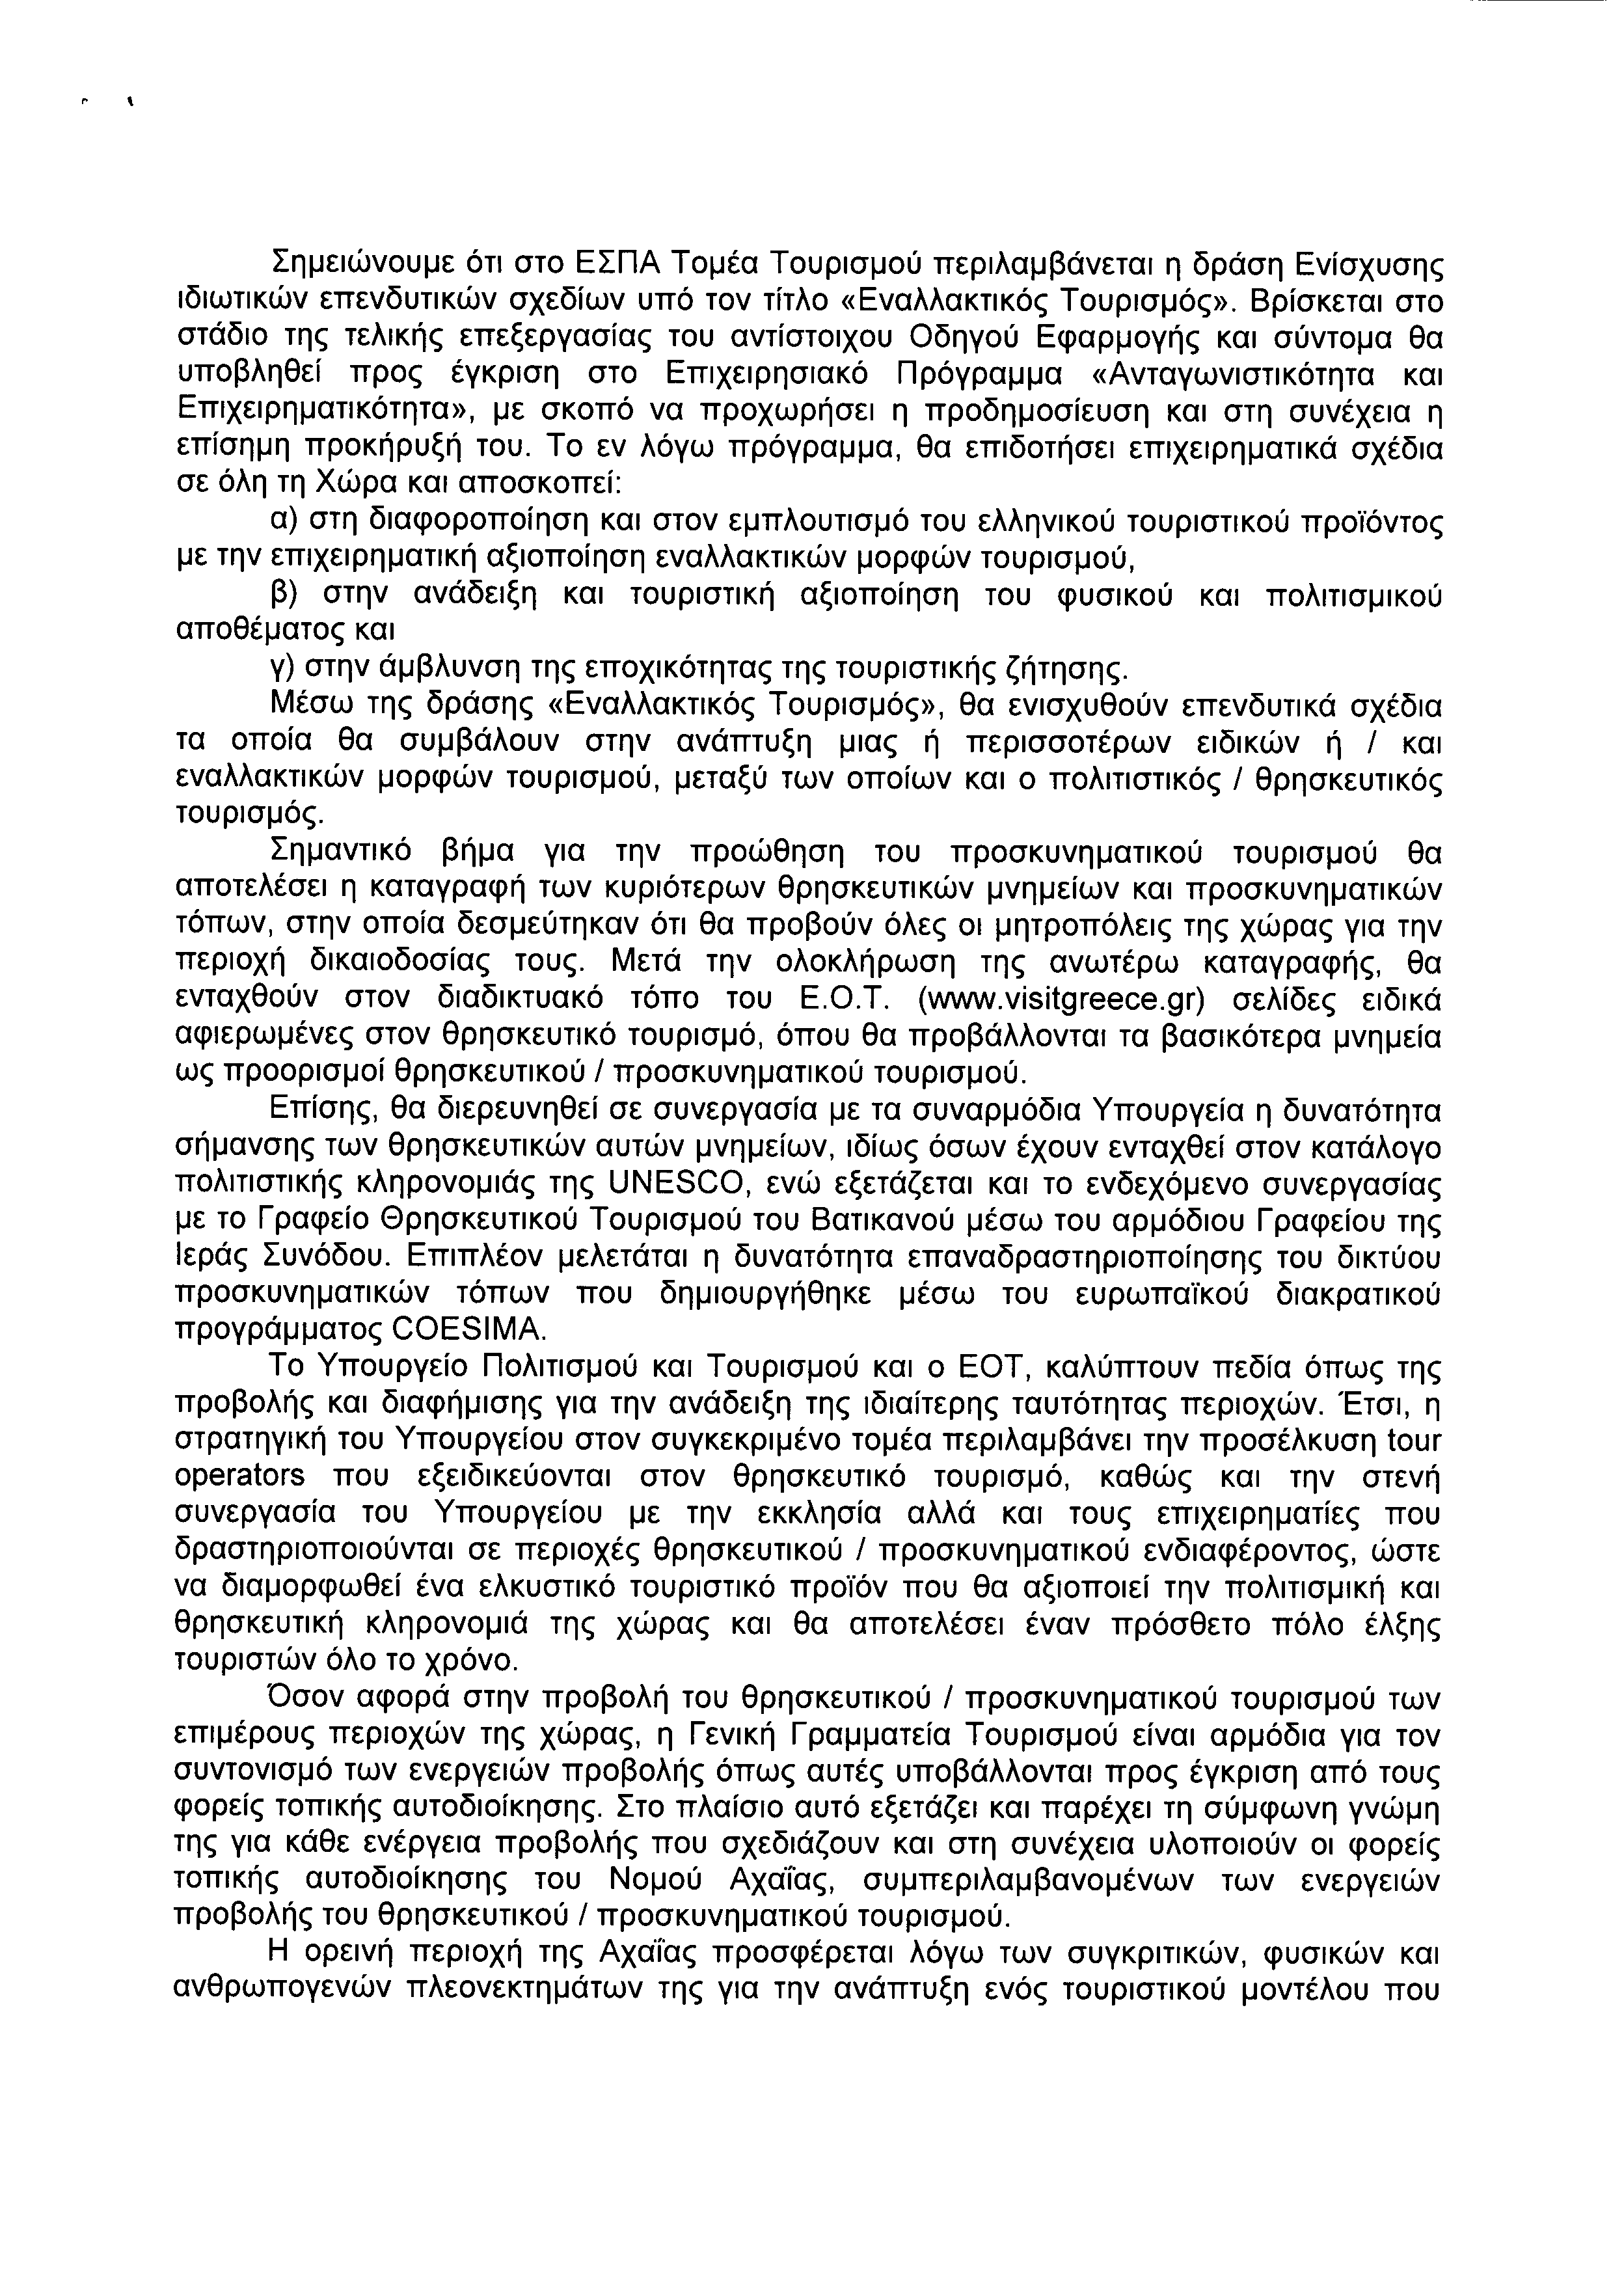 Σημειώνουμε ότι στο ΕΣΠΑ Τομέα Τουρισμού περιλαμβάνεται η δράση Ενίσχυσης
ιδιωτικών επενδυτικών σχεδίων υπό τον τίτλο «Εναλλακτικός Τουρισμός». Βρίσκεται στο
στάδιο της τελικής επεξεργασίας του αντίστοιχου Οδηγού Εφαρμογής και σύντομα θα
υποβληθεί προς έγκριση στο Επιχειρησιακό Πρόγραμμα «Ανταγωνιστικότητα και
Επιχειρηματικότητα», με σκοπό να προχωρήσει η προδημοσίευση και στη συνέχεια η
επίσημη προκήρυξή του. Το εν λόγω πρόγραμμα, θα επιδοτήσει επιχειρηματικά σχέδια
σε όλη τη Χώρα και αποσκοπεί:
α) στη διαφοροποίηση και στον εμπλουτισμό του ελληνικού τουριστικού προϊόντος
με την επιχειρηματική αξιοποίηση εναλλακτικών μορφών τουρισμού,
β) στην ανάδειξη και τουριστική αξιοποίηση του φυσικού και πολιτισμικού
αποθέματος και
γ) στην άμβλυνση της εποχικότητας της τουριστικής ζήτησης.
Μέσω της δράσης «Εναλλακτικός Τουρισμός», θα ενισχυθούν επενδυτικά σχέδια
τα οποία θα συμβάλουν στην ανάπτυξη μιας ή περισσοτέρων ειδικών ή / και
εναλλακτικών μορφών τουρισμού, μεταξύ των οποίων και ο πολιτιστικός / θρησκευτικός
τουρισμός.
Σημαντικό βήμα για την προώθηση του προσκυνηματικού τουρισμού θα
αποτελέσει η καταγραφή των κυριότερων θρησκευτικών μνημείων και προσκυνηματικών
τόπων, στην οποία δεσμεύτηκαν ότι θα προβούν όλες οι μητροπόλεις της χώρας για την
περιοχή δικαιοδοσίας τους. Μετά την ολοκλήρωση της ανωτέρω καταγραφής, θα
ενταχθούν στον διαδικτυακό τόπο του Ε.Ο.Τ. (www.visitgreece.gr) σελίδες ειδικά
αφιερωμένες στον θρησκευτικό τουρισμό, όπου θα προβάλλονται τα βασικότερα μνημεία
ως προορισμοί θρησκευτικού / προσκυνηματικού τουρισμού.
Επίσης, θα διερευνηθεί σε συνεργασία με τα συναρμόδια Υπουργεία η δυνατότητα
σήμανσης των θρησκευτικών αυτών μνημείων, ιδίως όσων έχουν ενταχθεί στον κατάλογο
πολιτιστικής κληρονομιάς της UNESCO, ενώ εξετάζεται και το ενδεχόμενο συνεργασίας
με το Γραφείο Θρησκευτικού Τουρισμού του Βατικανού μέσω του αρμόδιου Γραφείου της
Ιεράς Συνόδου. Επιπλέον μελετάται η δυνατότητα επαναδραστηριοποίησης του δικτύου
προσκυνηματικών τόπων που δημιουργήθηκε μέσω του ευρωπαϊκού διακρατικού
προγράμματος COESIMA.
Το Υπουργείο Πολιτισμού και Τουρισμού και ο ΕΟΤ, καλύπτουν πεδία όπως της
προβολής και διαφήμισης για την ανάδειξη της ιδιαίτερης ταυτότητας περιοχών. Έτσι, η
στρατηγική του Υπουργείου στον συγκεκριμένο τομέα περιλαμβάνει την προσέλκυση tour
operators που εξειδικεύονται στον θρησκευτικό τουρισμό, καθώς και την στενή
συνεργασία του Υπουργείου με την εκκλησία αλλά και τους επιχειρηματίες που
δραστηριοποιούνται σε περιοχές θρησκευτικού / προσκυνηματικού ενδιαφέροντος, ώστε
να διαμορφωθεί ένα ελκυστικό τουριστικό προϊόν που θα αξιοποιεί την πολιτισμική και
θρησκευτική κληρονομιά της χώρας και θα αποτελέσει έναν πρόσθετο πόλο έλξης
τουριστών όλο το χρόνο.
Όσον αφορά στην προβολή του θρησκευτικού / προσκυνηματικού τουρισμού των
επιμέρους περιοχών της χώρας, η Γενική Γραμματεία Τουρισμού είναι αρμόδια για τον
συντονισμό των ενεργειών προβολής όπως αυτές υποβάλλονται προς έγκριση από τους
φορείς τοπικής αυτοδιοίκησης. Στο πλαίσιο αυτό εξετάζει και παρέχει τη σύμφωνη γνώμη
της για κάθε ενέργεια προβολής που σχεδιάζουν και στη συνέχεια υλοποιούν οι φορείς
τοπικής αυτοδιοίκησης του Νομού Αχαΐας, συμπεριλαμβανομένων των ενεργειών
προβολής του θρησκευτικού / προσκυνηματικού τουρισμού.
Η ορεινή περιοχή της Αχαΐας προσφέρεται λόγω των συγκριτικών, φυσικών και
ανθρωπογενών πλεονεκτημάτων της για την ανάπτυξη ενός τουριστικού μοντέλου που